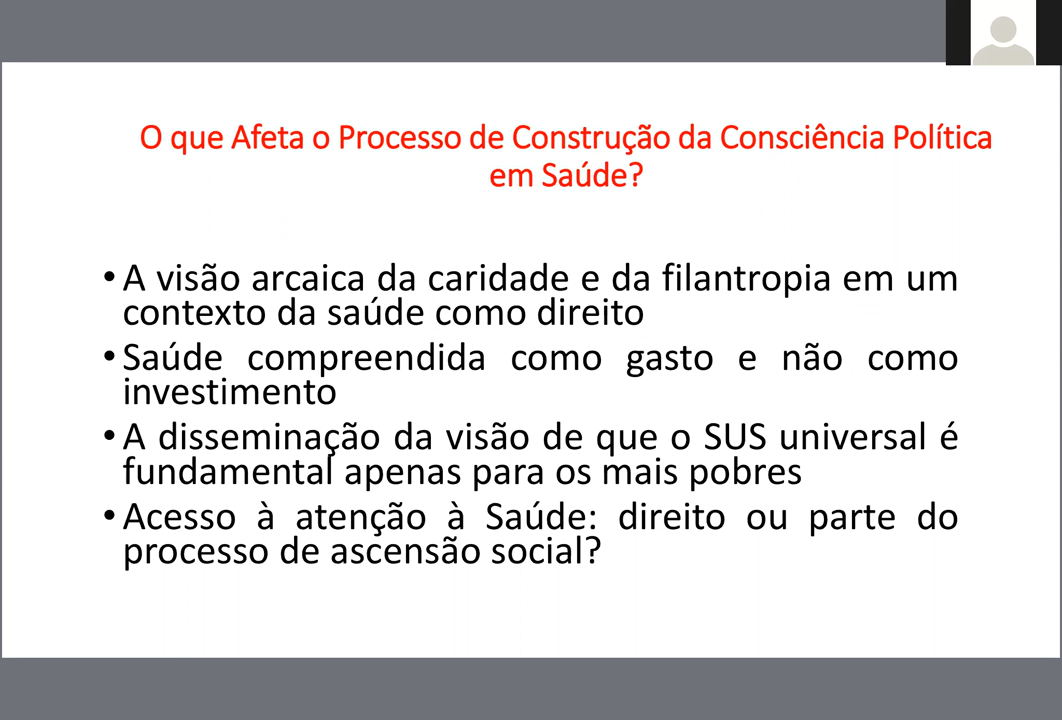 O que Afeta o Processo de Construção da Consciência Política
em Saúde?
• A visão arcaica da caridade e da filantropia em um
contexto da saúde como direito
• Saúde compreendida como gasto e não como
investimento
• A disseminação da visão de que o SUS universal é
fundamental apenas para os mais pobres
• Acesso à atenção à Saúde: direito ou parte do
processo de ascensão social?